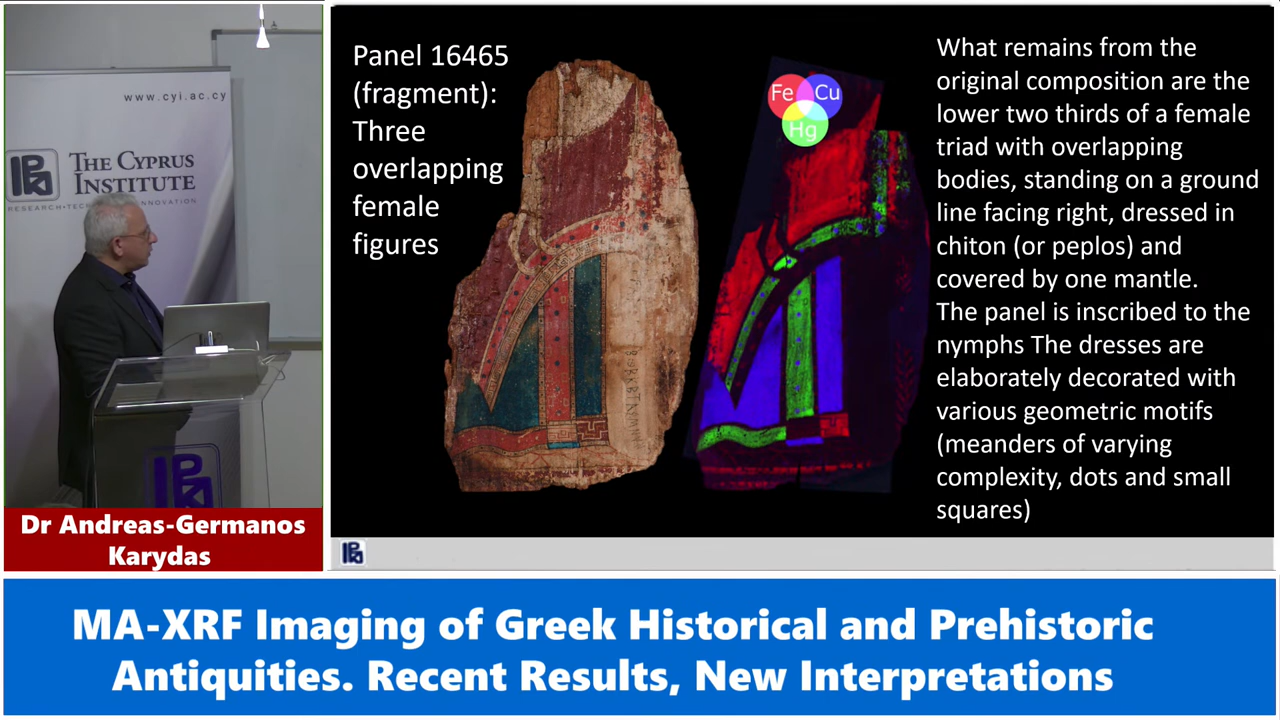 www.cyi.ac.cy
THE CYPRUS
INSTITUTE
Panel 16465
(fragment):
Three
overlapping
female
figures
Fe
Cu
Hg
What remains from the
original composition are the
lower two thirds of a female
triad with overlapping
bodies, standing on a ground
line facing right, dressed in
chiton (or peplos) and
covered by one mantle.
The panel is inscribed to the
nymphs The dresses are
elaborately decorated with
various geometric motifs
(meanders of varying
complexity, dots and small
squares)
Dr Andreas-Germanos
Karydas
MA-XRF Imaging of Greek Historical and Prehistoric
Antiquities. Recent Results, New Interpretations